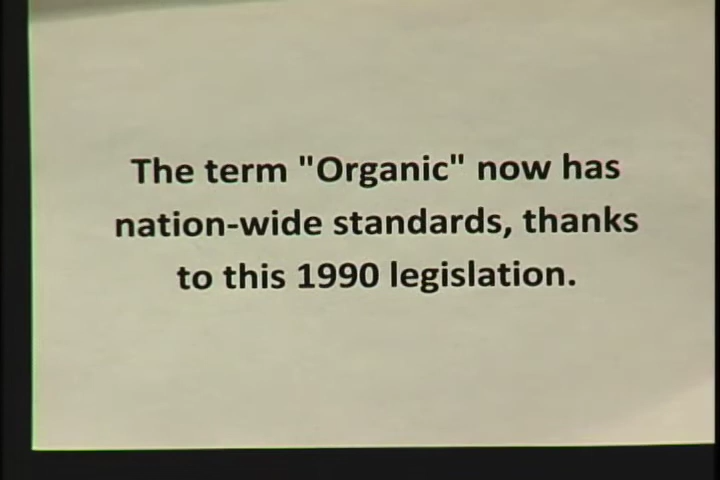 The term "Organic" now has
nation-wide standards, thanks
to this 1990 legislation.